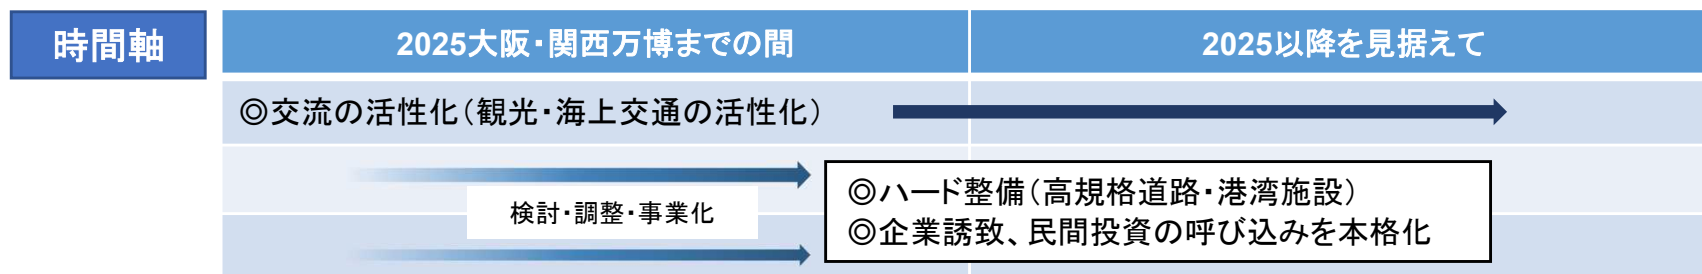 時間軸
2025大阪・関西万博までの間
2025以降を見据えて
◎交流の活性化(観光・海上交通の活性化)
検討・調整・事業化
◎ハード整備(高規格道路・港湾施設)
◎企業誘致、民間投資の呼び込みを本格化